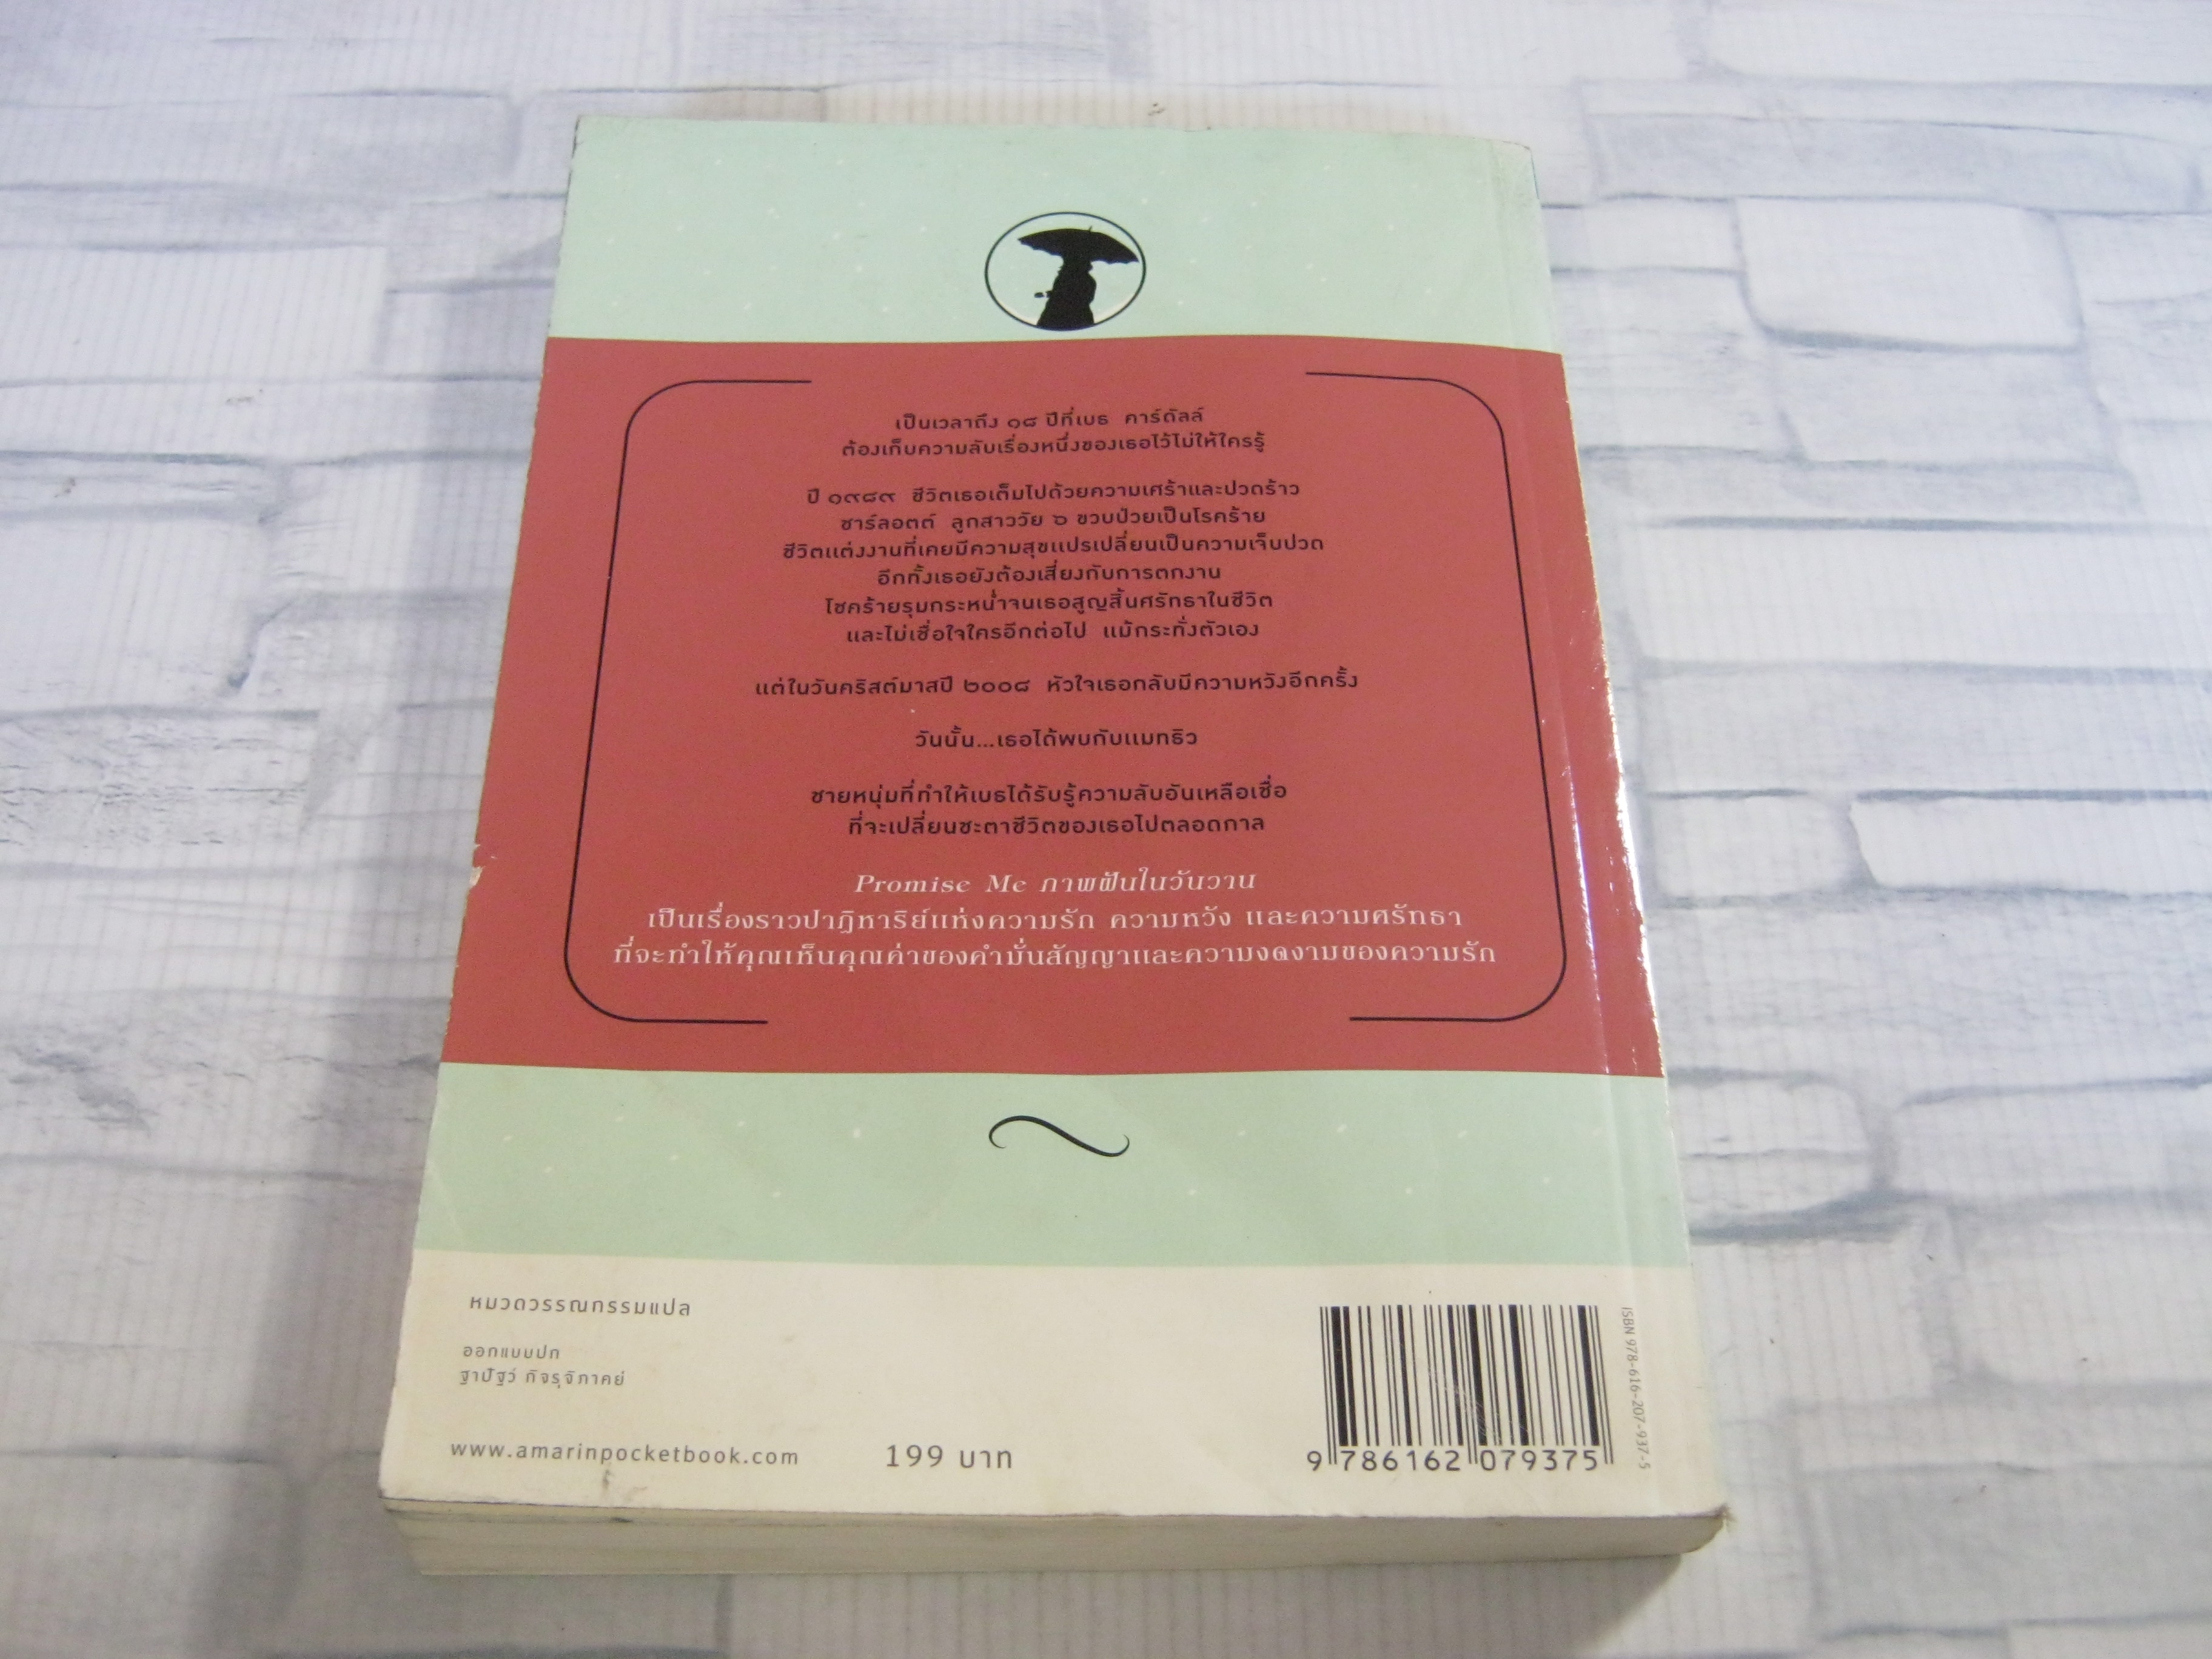 เป็นเวลาถึง ๑๘ ปีที่เบธ คาร์ดัลล์
ต้องเก็บความลับเรื่องหนึ่งของเธอไว้ไม่ให้ใครรู้
ปี ๑๙๘๙ ชีวิตเธอเต็มไปด้วยความเศร้าและปวดร้าว
ชาร์ลอตต์ ลูกสาววัย ๖ ขวบป่วยเป็นโรคร้าย
ชีวิตแต่งงานที่เคยมีความสุขแปรเปลี่ยนเป็นความเจ็บปวด
อีกทั้งเธอยังต้องเสี่ยงกับการตกงาน
โชคร้ายรุมกระหน่ำจนเธอสูญสิ้นศรัทธาในชีวิต
และไม่เชื่อใจใครอีกต่อไป แม้กระทั่งตัวเอง
แต่ในวันคริสต์มาสปี ๒๐๐๘ หัวใจเธอกลับมีความหวังอีกครั้ง
วันนั้น...เธอได้พบกับแมทธิว
ชายหนุ่มที่ทำให้เบธได้รับรู้ความลับอันเหลือเชื่อ
ที่จะเปลี่ยนชะตาชีวิตของเธอไปตลอดกาล
Promise Me ภาพฝันในวันวาน
เป็นเรื่องราวปาฏิหาริย์แห่งความรัก ความหวัง และความศรัทธา
ที่จะทำให้คุณเห็นคุณค่าของคำมั่นสัญญาและความงดงามของความรัก
หมวดวรรณกรรมแปล
ออกแบบปก
ฐาปัฐว์ กิจรุจิภาคย์
www.amarinpocketbook.com
199 บาท
9 786162 079375
ISBN 978-616-207-937-5